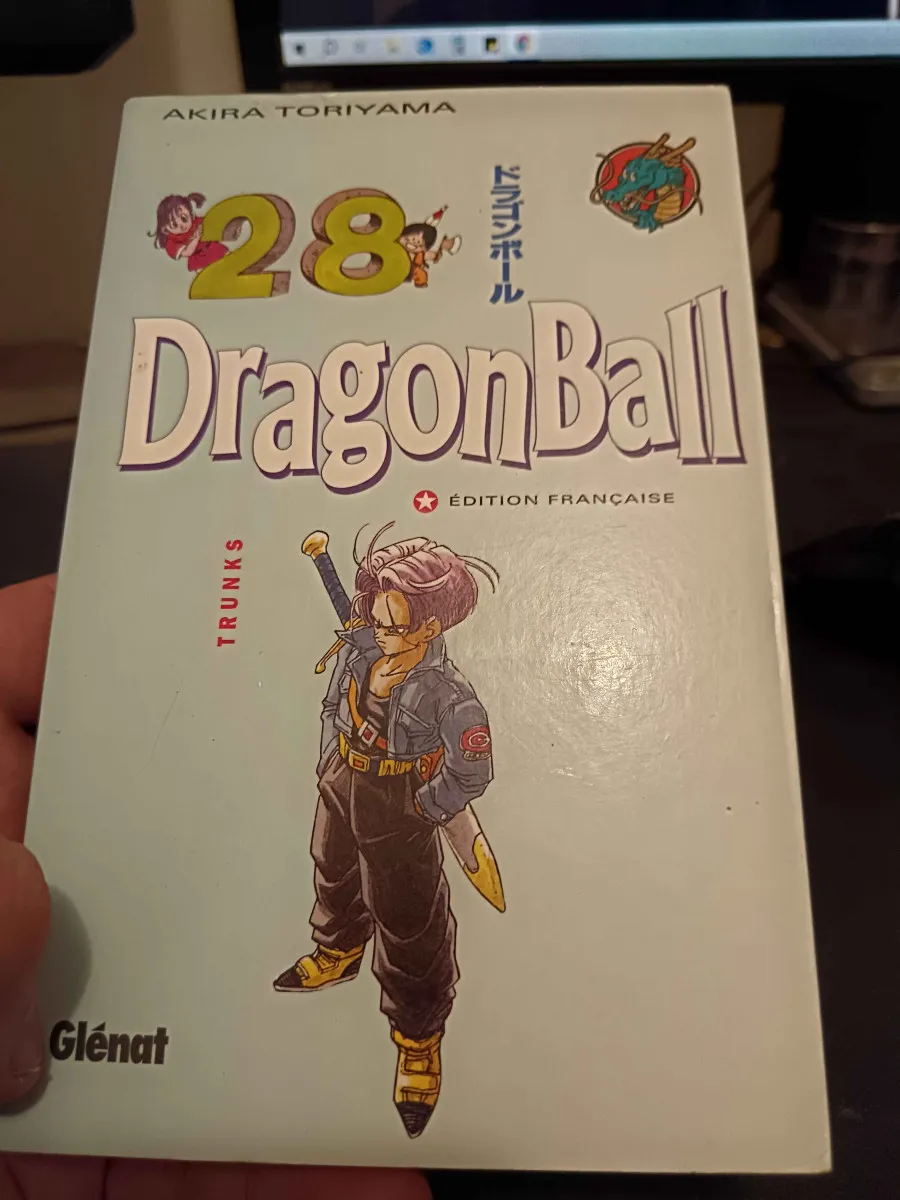 AKIRA TORIYAMA
28
ドラゴンボール
DragonBall
ÉDITION FRANÇAISE
TRUNKS
Glénat